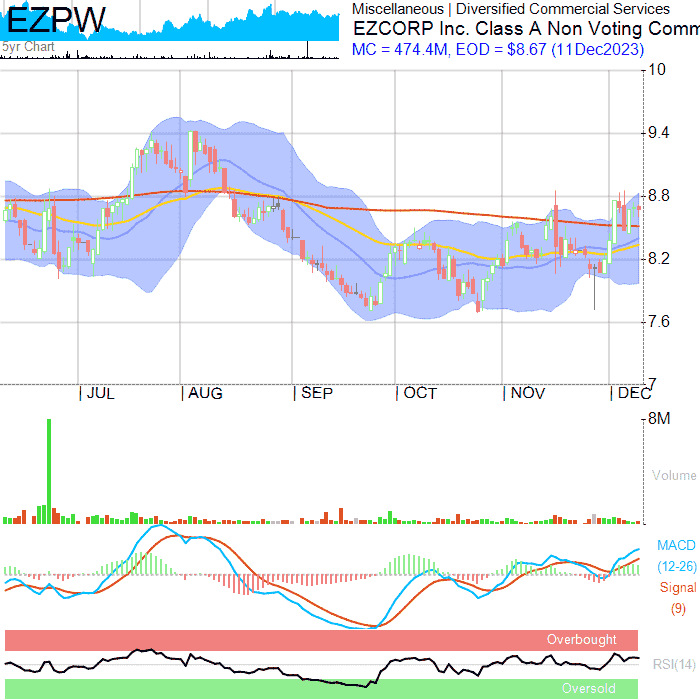 EZPW
5yr Chart
Miscellaneous | Diversified Commercial Services
EZCORP Inc. Class A Non Voting Comm
MC = 474.4M, EOD = $8.67 (11Dec2023)
10
9.4
8.8
8.2
7.6
7
JUL AUG SEP OCT NOV DEC
8M
Volume
MACD
(12-26)
Signal
(9)
Overbought
RSI(14)
Oversold